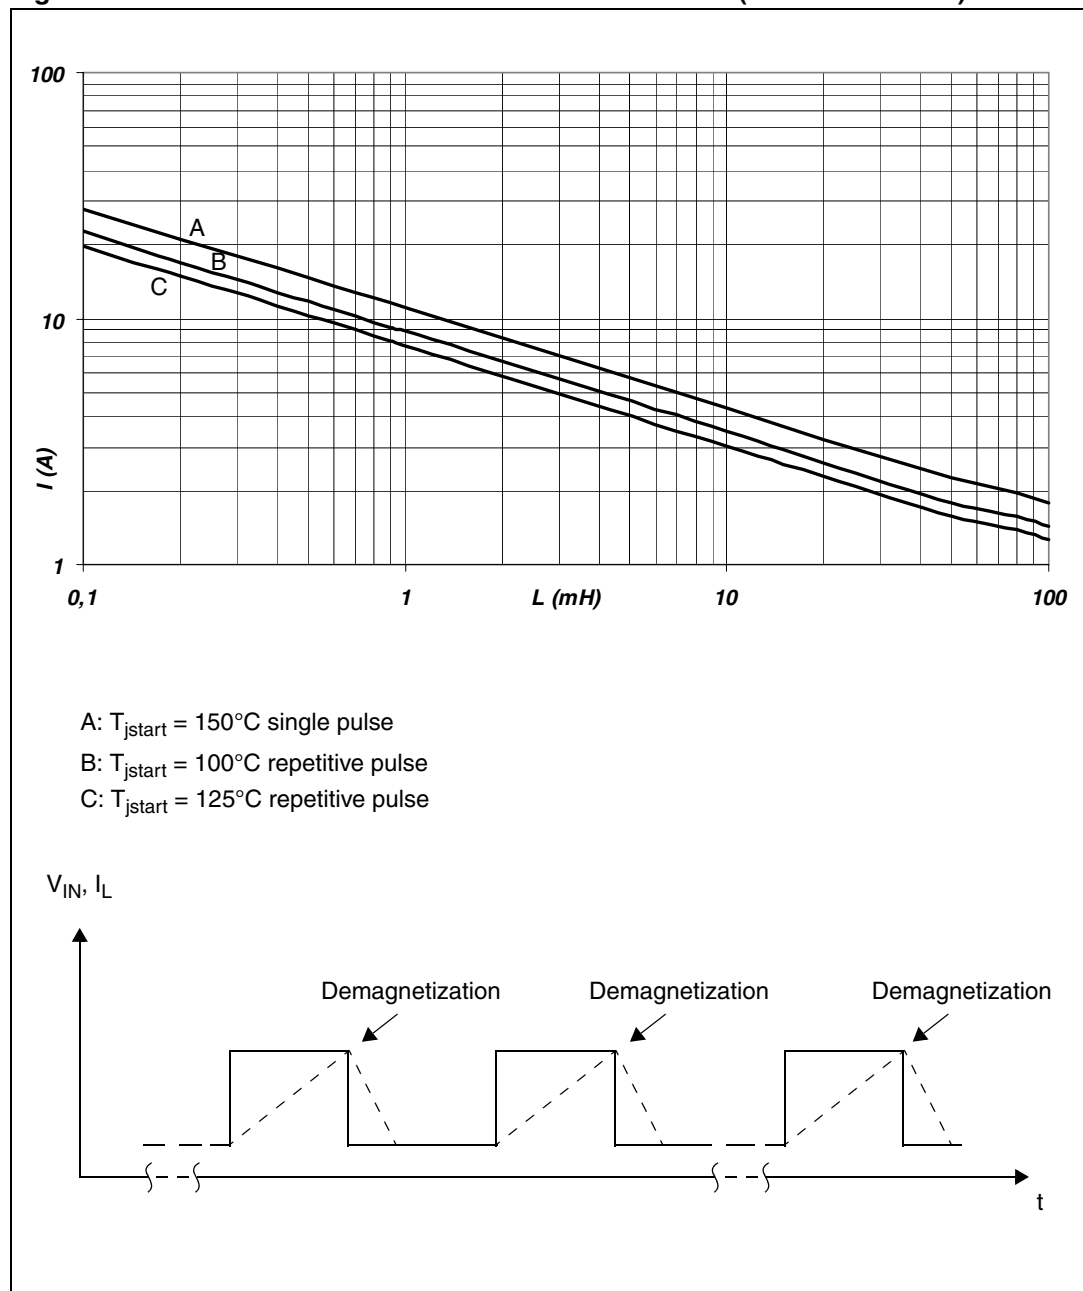 100
A
B
C
10
I (A)
1
0,1 1 L (mH) 10 100
A: Tjstart = 150°C single pulse
B: Tjstart = 100°C repetitive pulse
C: Tjstart = 125°C repetitive pulse
VIN, IL
Demagnetization Demagnetization Demagnetization
t